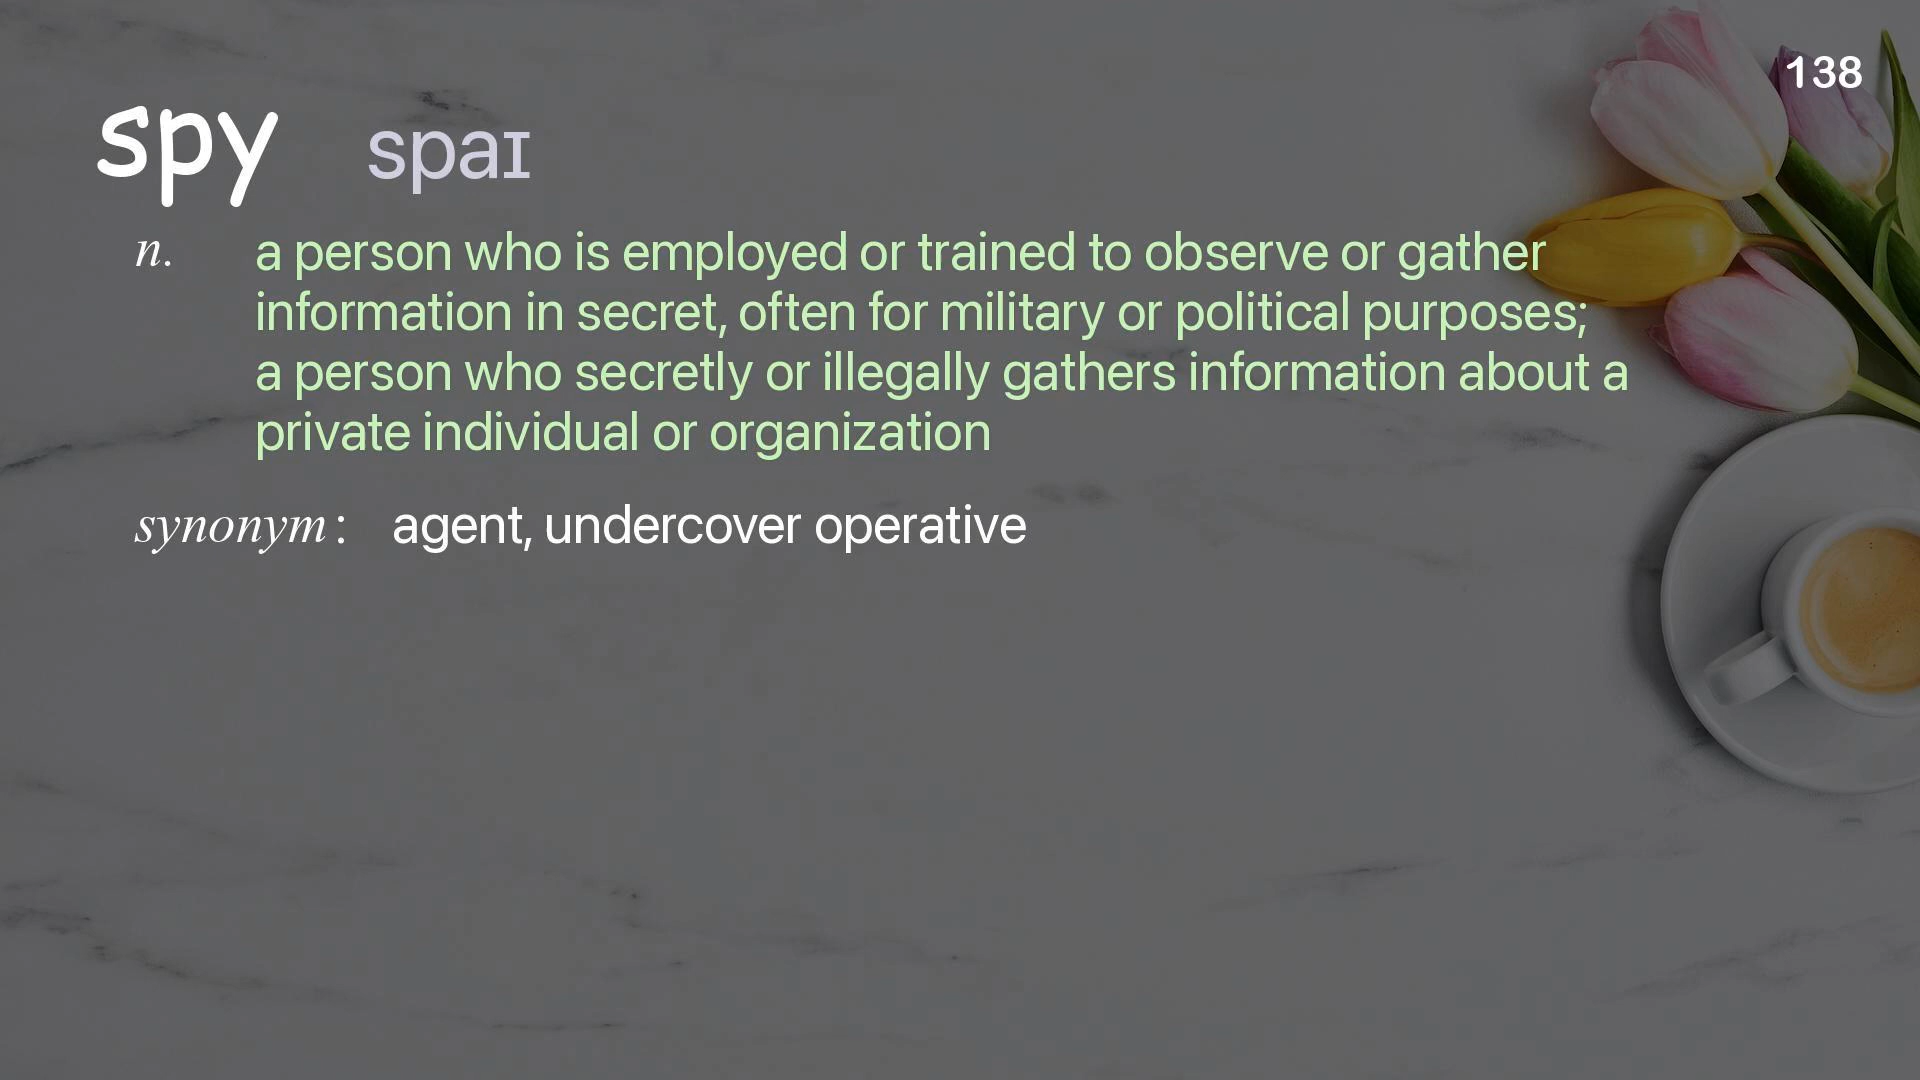 138
spy spaɪ
n. a person who is employed or trained to observe or gather
information in secret, often for military or political purposes;
a person who secretly or illegally gathers information about a
private individual or organization
synonym: agent, undercover operative